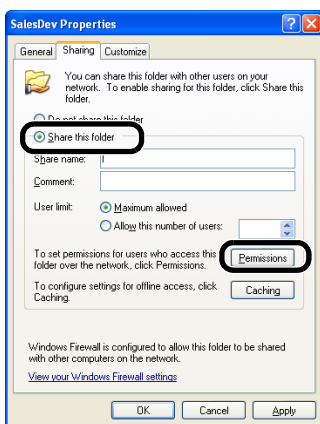 SalesDev Properties
General Sharing Customize
You can share this folder with other users on your
network. To enable sharing for this folder, click Share this
folder.
Do not share this folder
Share this folder
Share name:
Comment:
User limit: Maximum allowed
Allow this number of users:
To set permissions for users who access this
folder over the network, click Permissions.
Permissions
To configure settings for offline access, click
Caching.
Caching
Windows Firewall is configured to allow this folder to be shared
with other computers on the network.
View your Windows Firewall settings
OK Cancel Apply